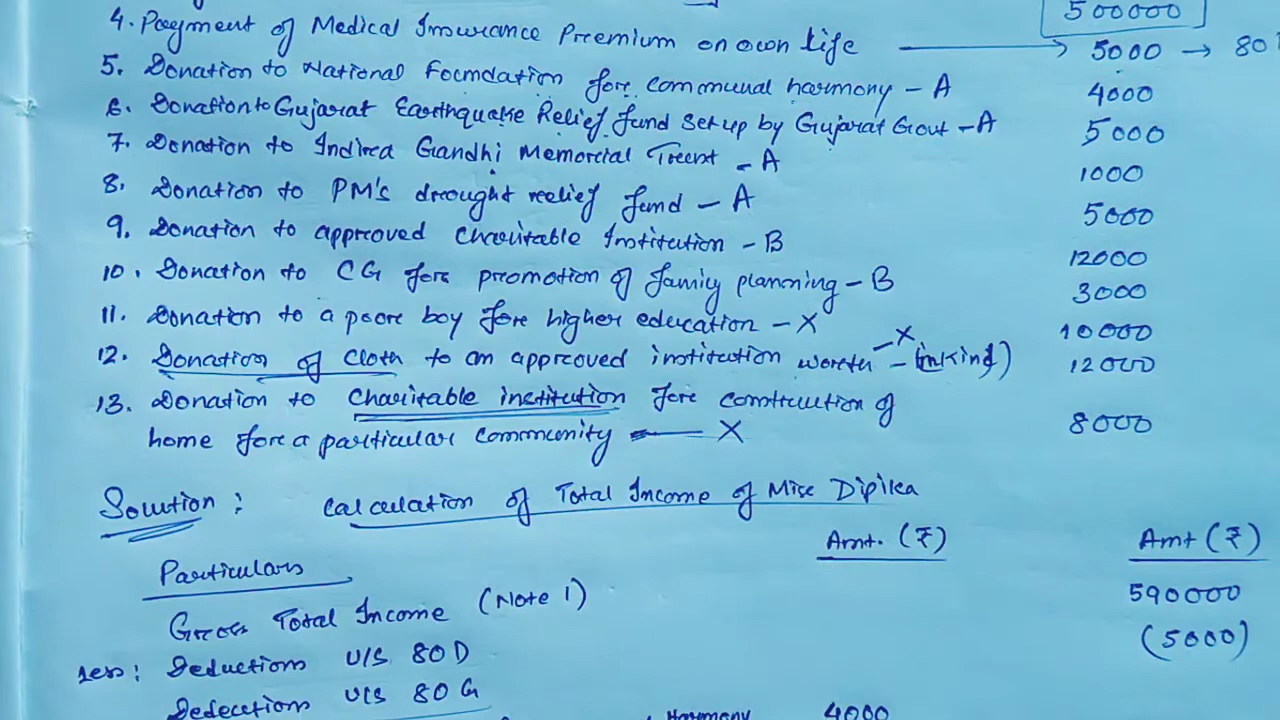 500000
4. Payment of Medical Insurance Premium on own life → 5000 → 80
5. Donation to National Foundation for communal harmony - A 4000
6. Donation to Gujarat Earthquake Relief fund set up by Gujarat Govt - A 5000
7. Donation to Indira Gandhi Memorial Trust - A 1000
8. Donation to PM's drought relief fund - A 5000
9. Donation to approved charitable Institution - B 12000
10. Donation to CG for promotion of family planning - B 3000
11. Donation to a poor boy for higher education - X 10000
12. Donation of cloth to an approved institution worth - X - (in kind) 12000
13. Donation to charitable institution for construction of
home for a particular community - X 8000
Solution: Calculation of Total Income of Miss Dipika
Particulars Amt. (₹) Amt (₹)
Gross Total Income (Note 1) 590000
Less: Deductions U/S 80D (5000)
Deductions U/S 80G
Harmony 4000